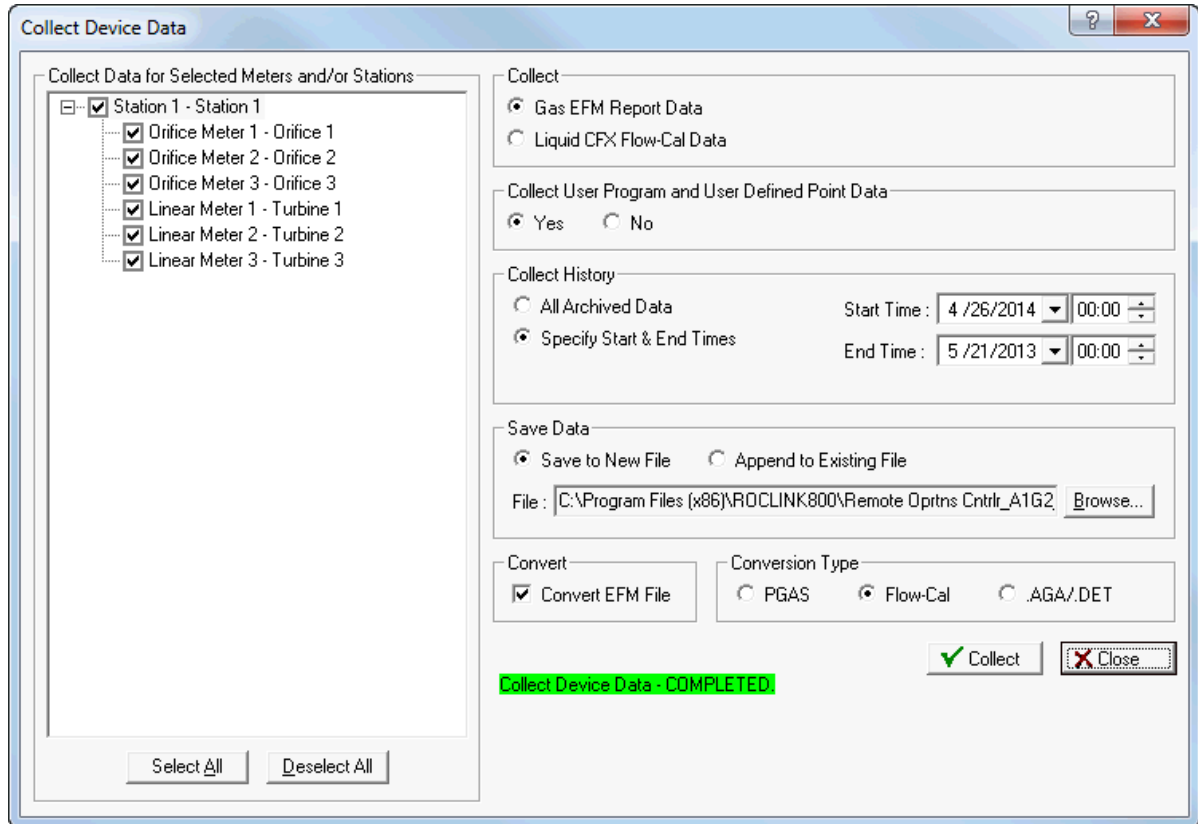 Collect Device Data
Collect Data for Selected Meters and/or Stations
Station 1 - Station 1
Orifice Meter 1 - Orifice 1
Orifice Meter 2 - Orifice 2
Orifice Meter 3 - Orifice 3
Linear Meter 1 - Turbine 1
Linear Meter 2 - Turbine 2
Linear Meter 3 - Turbine 3
Select All Deselect All
Collect
Gas EFM Report Data
Liquid CFX Flow-Cal Data
Collect User Program and User Defined Point Data
Yes No
Collect History
All Archived Data Start Time : 4 /26/2014 00:00
Specify Start & End Times End Time : 5 /21/2013 00:00
Save Data
Save to New File Append to Existing File
File : C:\Program Files (x86)\ROCLINK800\Remote Oprtns Cntrlr_A1G2_ Browse...
Convert Conversion Type
Convert EFM File PGAS Flow-Cal .AGA/.DET
Collect Close
Collect Device Data - COMPLETED.